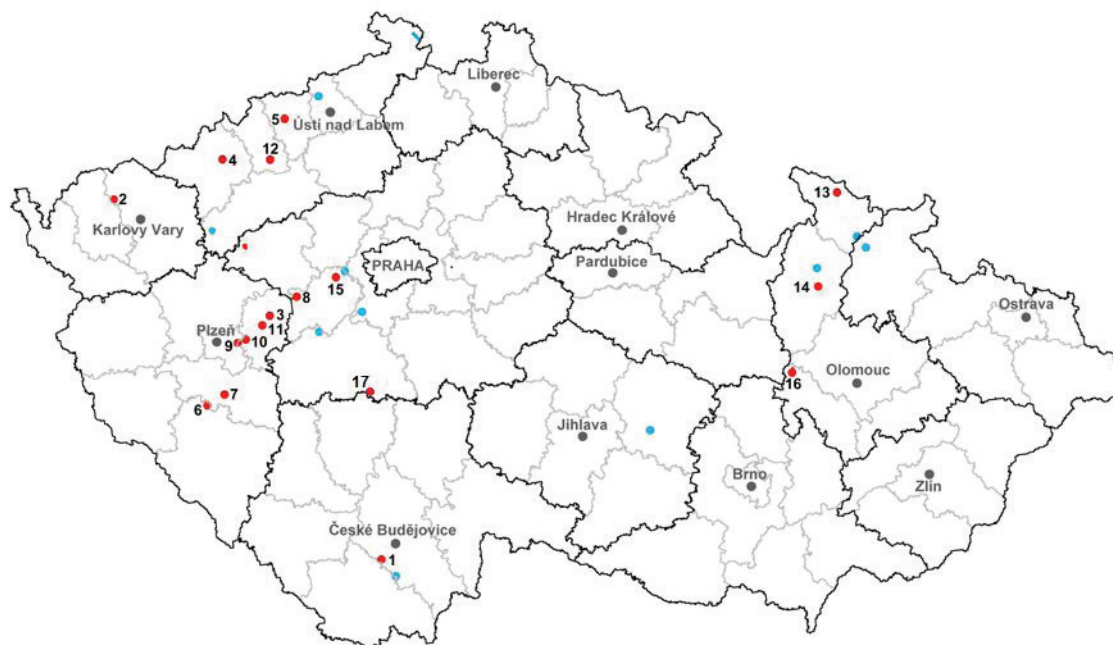 Liberec
5
Ústí nad Labem
12
4
2
Karlovy Vary
13
Hradec Králové
PRAHA
Pardubice
15
14
8
3
Plzeň
11
9
10
Ostrava
16
Olomouc
17
7
6
Jihlava
Brno
Zlín
České Budějovice
1